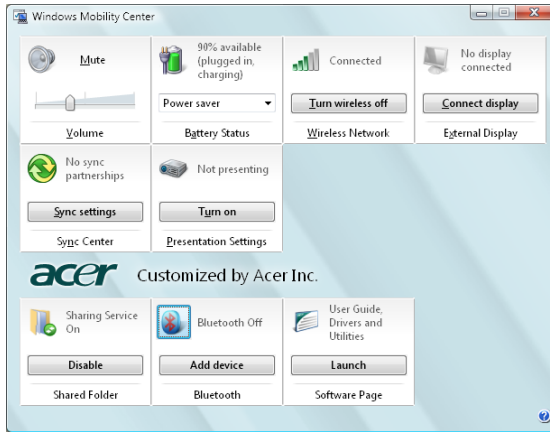 Windows Mobility Center
Mute
Volume
90% available
(plugged in,
charging)
Power saver
Battery Status
Connected
Turn wireless off
Wireless Network
No display
connected
Connect display
External Display
No sync
partnerships
Sync settings
Sync Center
Not presenting
Turn on
Presentation Settings
acer Customized by Acer Inc.
Sharing Service
On
Disable
Shared Folder
Bluetooth Off
Add device
Bluetooth
User Guide,
Drivers and
Utilities
Launch
Software Page